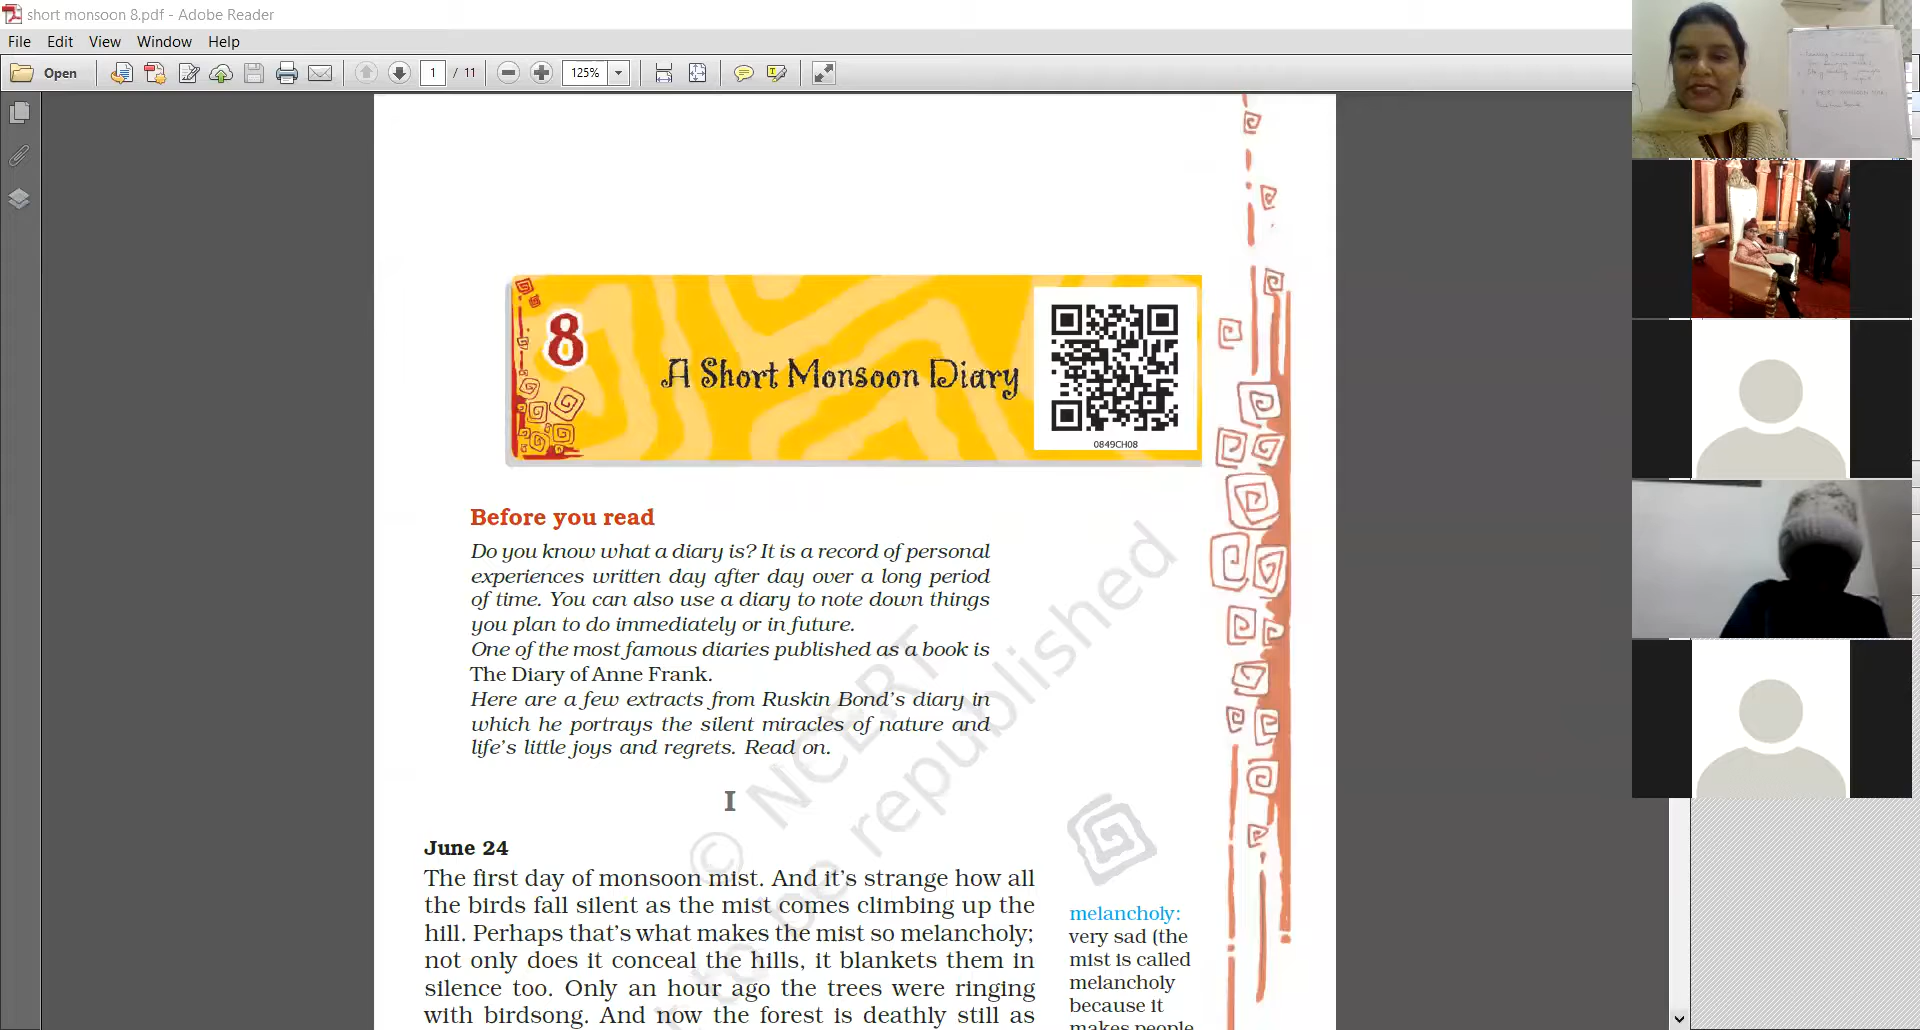 short monsoon 8.pdf - Adobe Reader
File Edit View Window Help
Open 1 / 11 125%
8
A Short Monsoon Diary
0849CH08
Before you read
Do you know what a diary is? It is a record of personal
experiences written day after day over a long period
of time. You can also use a diary to note down things
you plan to do immediately or in future.
One of the most famous diaries published as a book is
The Diary of Anne Frank.
Here are a few extracts from Ruskin Bond's diary in
which he portrays the silent miracles of nature and
life's little joys and regrets. Read on.
I
June 24
The first day of monsoon mist. And it's strange how all
the birds fall silent as the mist comes climbing up the
hill. Perhaps that's what makes the mist so melancholy;
not only does it conceal the hills, it blankets them in
silence too. Only an hour ago the trees were ringing
with birdsong. And now the forest is deathly still as
melancholy:
very sad (the
mist is called
melancholy
because it
makes people
© NCERT
to be republished